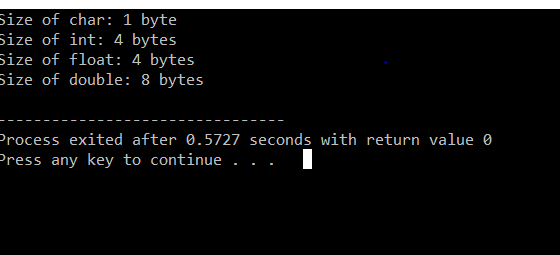 Size of char: 1 byte
Size of int: 4 bytes
Size of float: 4 bytes
Size of double: 8 bytes
--------------------------------
Process exited after 0.5727 seconds with return value 0
Press any key to continue . . .